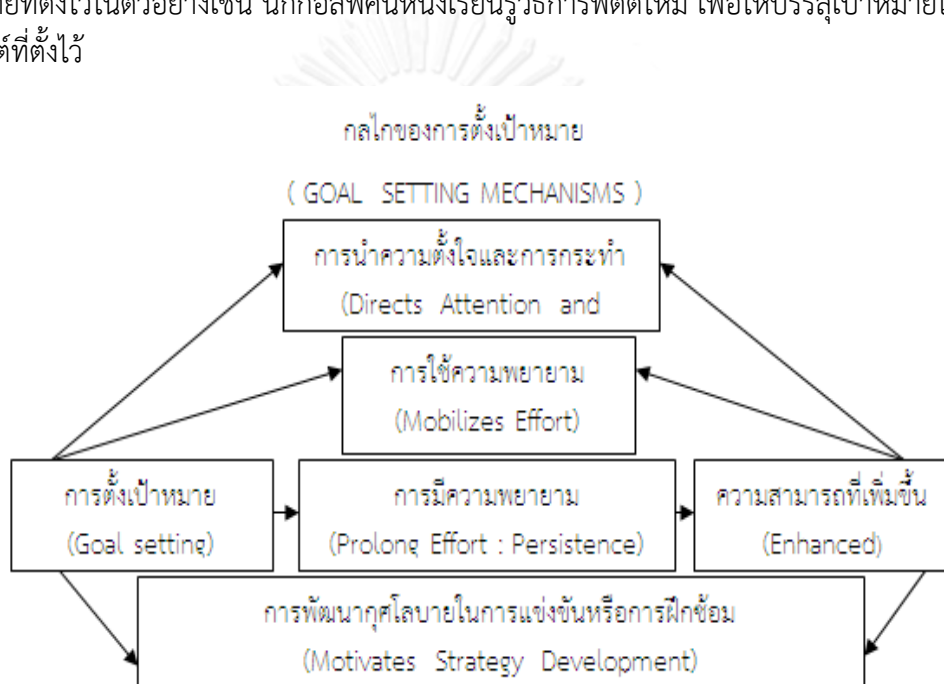 นักกอล์ฟคนหนึ่งเรียนรู้วิธีการพัตต์ใหม่ เพื่อให้บรรลุเป้าหมาย
ที่ตั้งไว้
กลไกของการตั้งเป้าหมาย
( GOAL SETTING MECHANISMS )
การนำความตั้งใจและการกระทำ
(Directs Attention and
การใช้ความพยายาม
(Mobilizes Effort)
การตั้งเป้าหมาย
(Goal setting)
การมีความพยายาม
(Prolong Effort : Persistence)
ความสามารถที่เพิ่มขึ้น
(Enhanced)
การพัฒนากุศโลบายในการแข่งขันหรือการฝึกซ้อม
(Motivates Strategy Development)